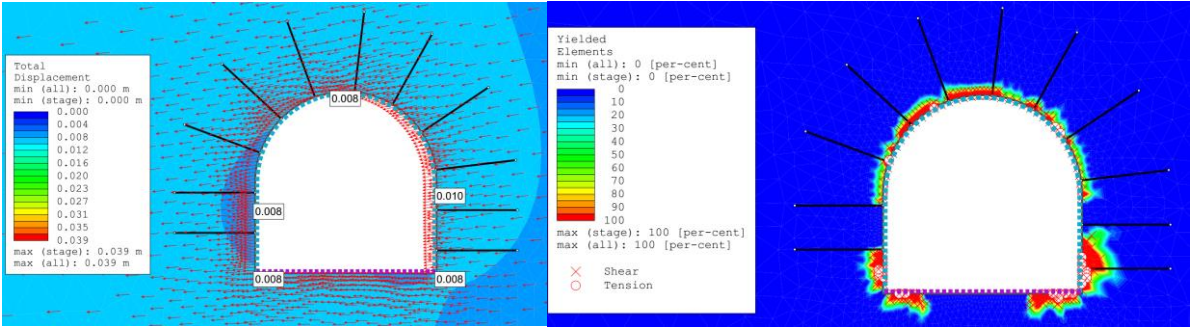 Total
Displacement
min (all): 0.000 m
min (stage): 0.000 m
0.000
0.004
0.008
0.012
0.016
0.020
0.023
0.027
0.031
0.035
0.039
max (stage): 0.039 m
max (all): 0.039 m
0.008
0.010
0.008
0.008
0.008
Yielded
Elements
min (all): 0 [per-cent]
min (stage): 0 [per-cent]
0
10
20
30
40
50
60
70
80
90
100
max (stage): 100 [per-cent]
max (all): 100 [per-cent]
Shear
Tension